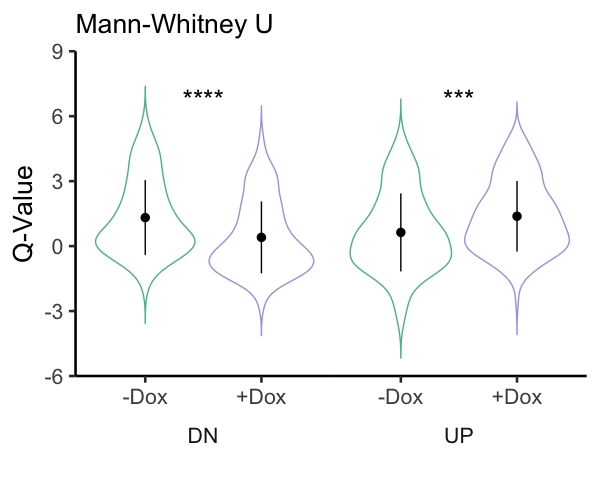 Mann-Whitney U
9
6
3
0
-3
-6
Q-Value
****
***
-Dox +Dox -Dox +Dox
DN UP